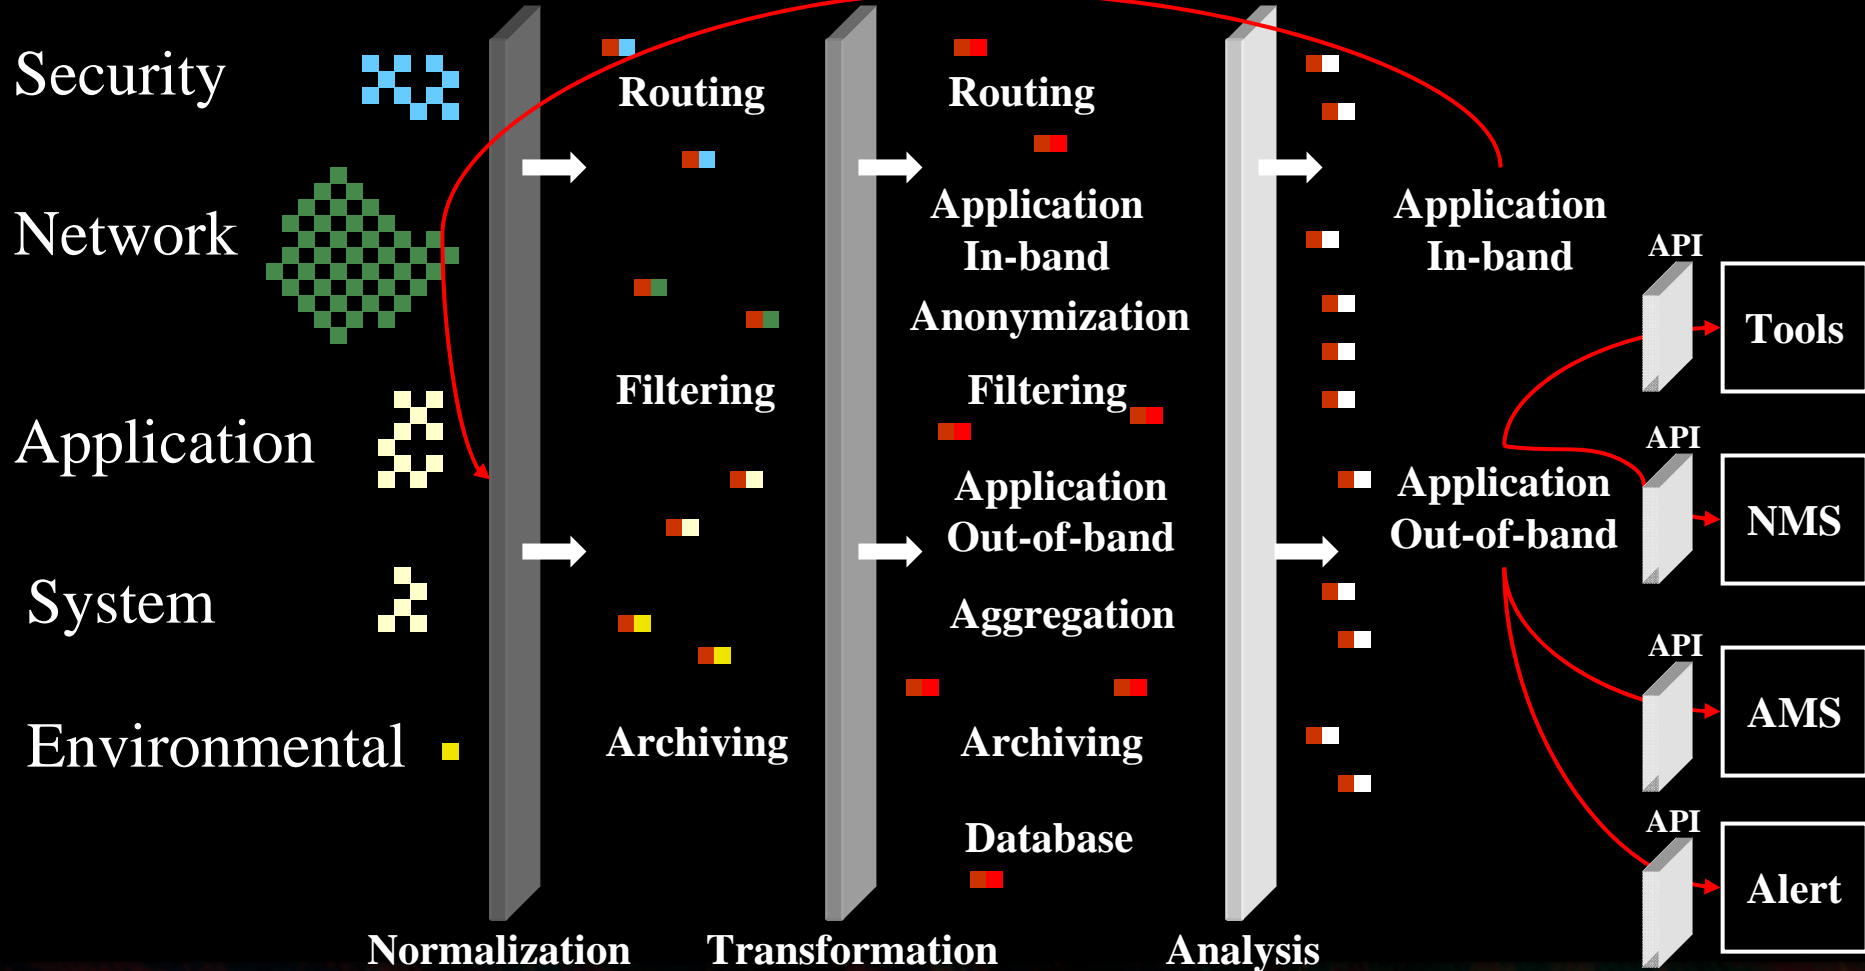 Security
Network
Application
System
Environmental
Normalization
Routing
Filtering
Archiving
Transformation
Routing
Application
In-band
Anonymization
Filtering
Application
Out-of-band
Aggregation
Archiving
Database
Analysis
Application
In-band
Application
Out-of-band
API
Tools
API
NMS
API
AMS
API
Alert